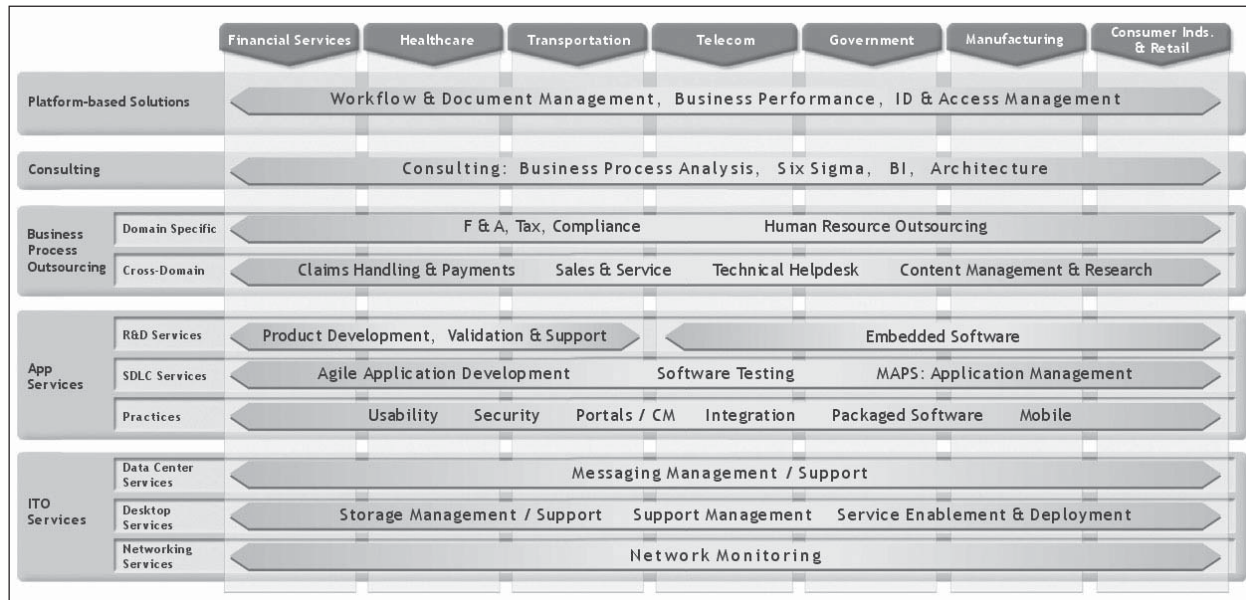 Financial Services Healthcare Transportation Telecom Government Manufacturing Consumer Inds. & Retail
Platform-based Solutions
Workflow & Document Management, Business Performance, ID & Access Management
Consulting
Consulting: Business Process Analysis, Six Sigma, BI, Architecture
Business
Process
Outsourcing
Domain Specific
F & A, Tax, Compliance Human Resource Outsourcing
Cross-Domain
Claims Handling & Payments Sales & Service Technical Helpdesk Content Management & Research
App
Services
R&D Services
Product Development, Validation & Support Embedded Software
SDLC Services
Agile Application Development Software Testing MAPS: Application Management
Practices
Usability Security Portals / CM Integration Packaged Software Mobile
ITO
Services
Data Center
Services
Messaging Management / Support
Desktop
Services
Storage Management / Support Support Management Service Enablement & Deployment
Networking
Services
Network Monitoring